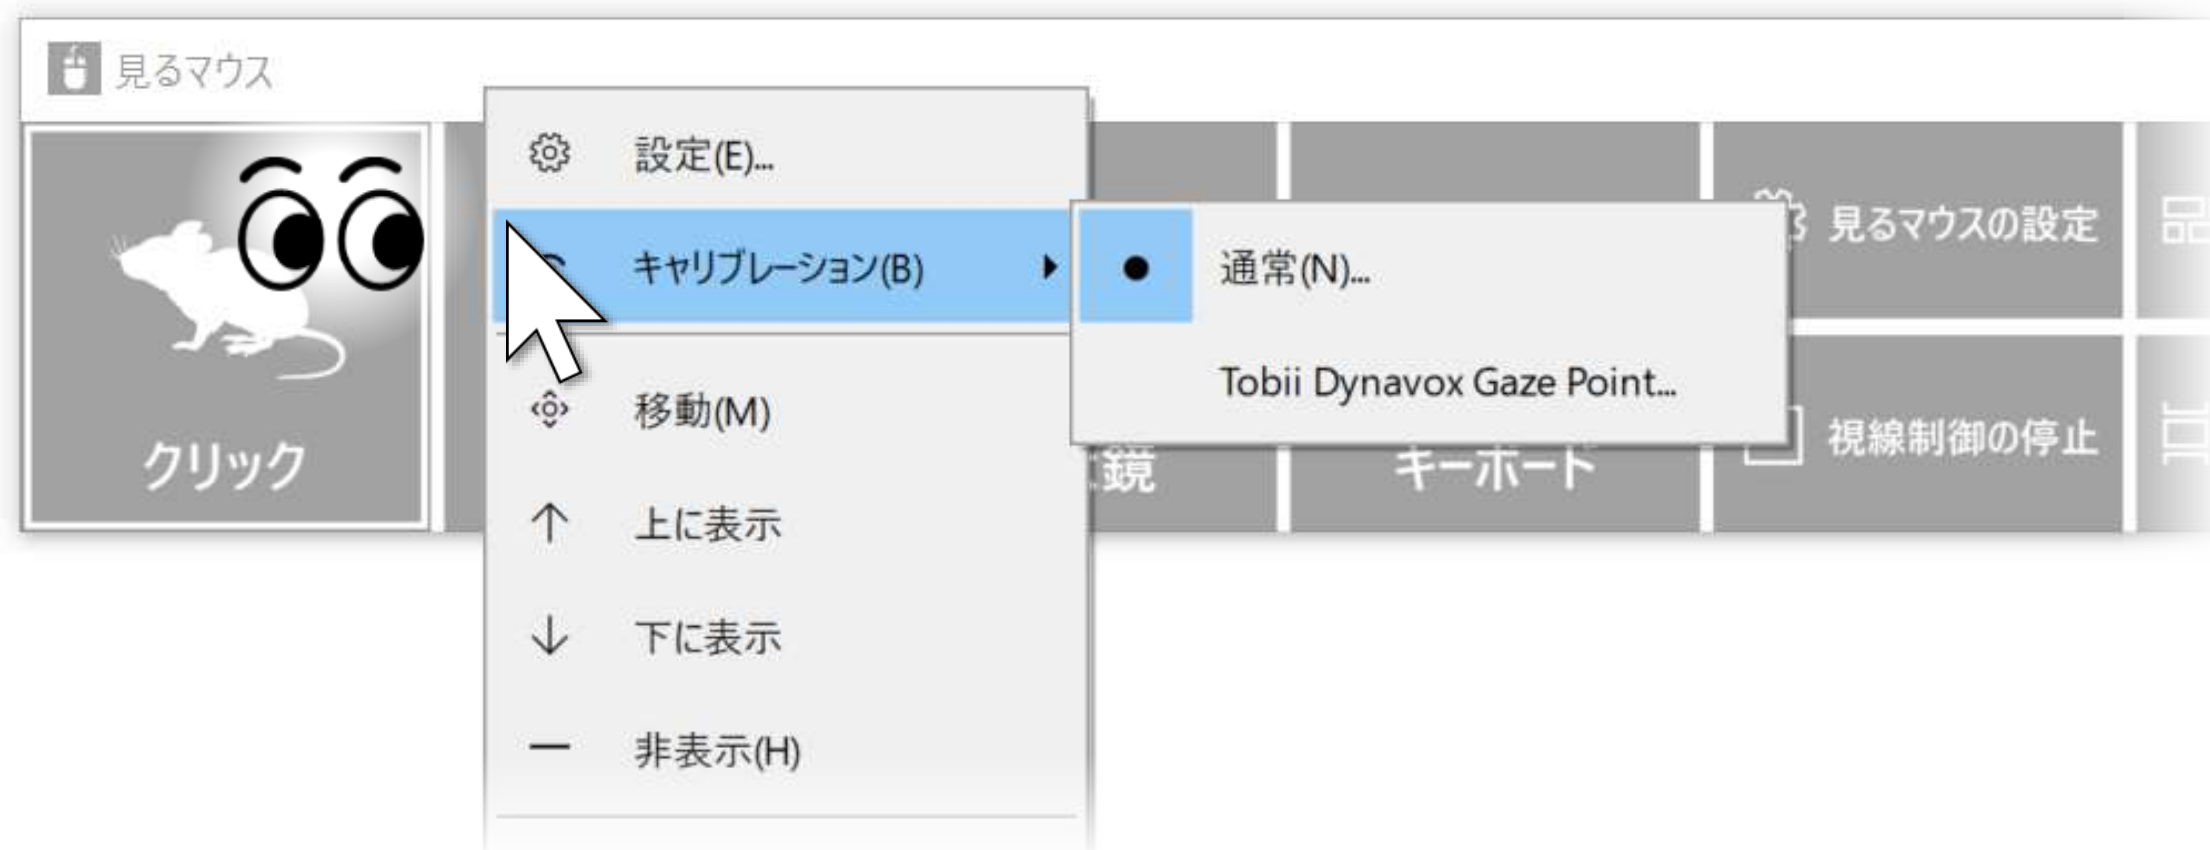 見るマウス
設定(E)...
キャリブレーション(B)
通常(N)...
Tobii Dynavox Gaze Point...
移動(M)
上に表示
下に表示
非表示(H)
クリック
鏡
キーボード
見るマウスの設定
視線制御の停止